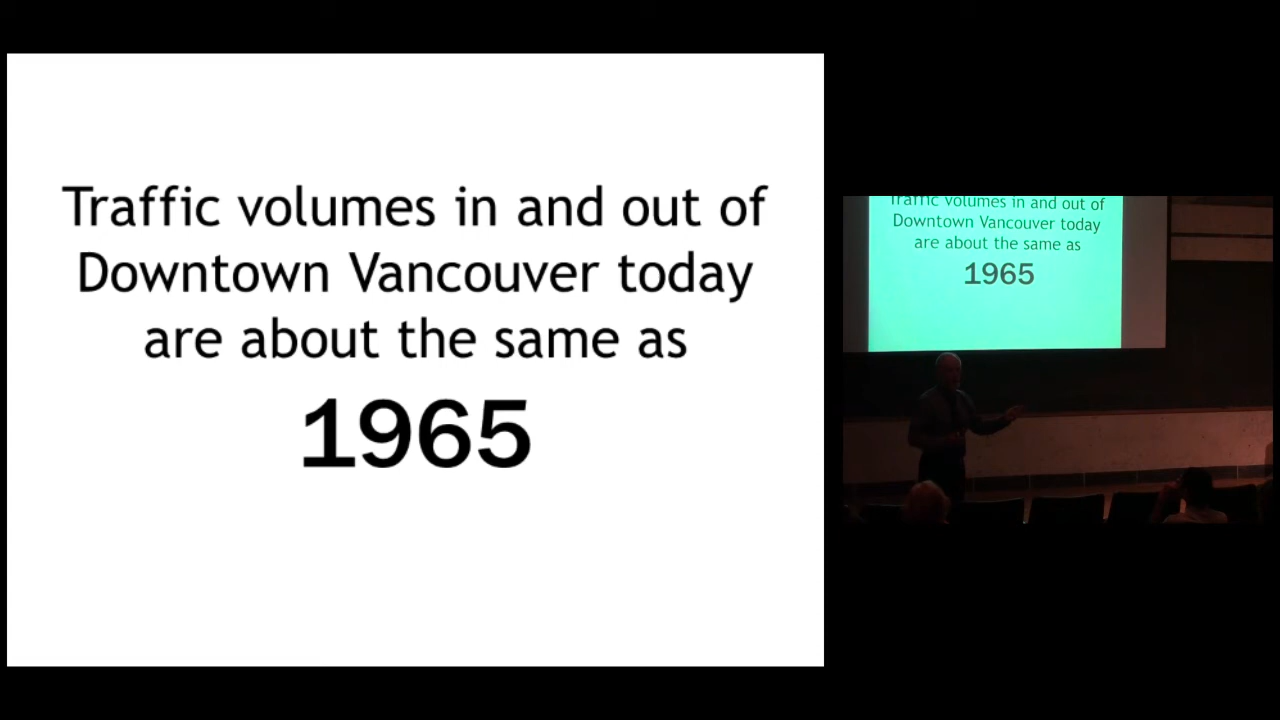 Traffic volumes in and out of
Downtown Vancouver today
are about the same as
1965
Traffic volumes in and out of
Downtown Vancouver today
are about the same as
1965